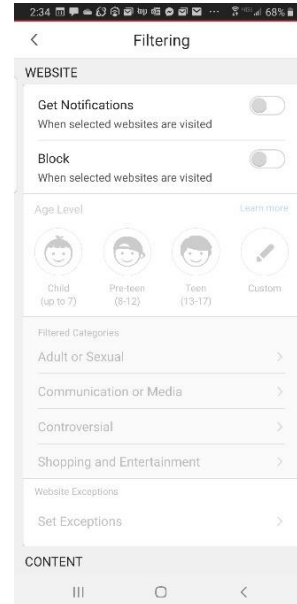 2:34 68%
Filtering
WEBSITE
Get Notifications
When selected websites are visited
Block
When selected websites are visited
Age Level Learn more
Child Pre-teen Teen Custom
(up to 7) (8-12) (13-17)
Filtered Categories
Adult or Sexual
Communication or Media
Controversial
Shopping and Entertainment
Website Exceptions
Set Exceptions
CONTENT